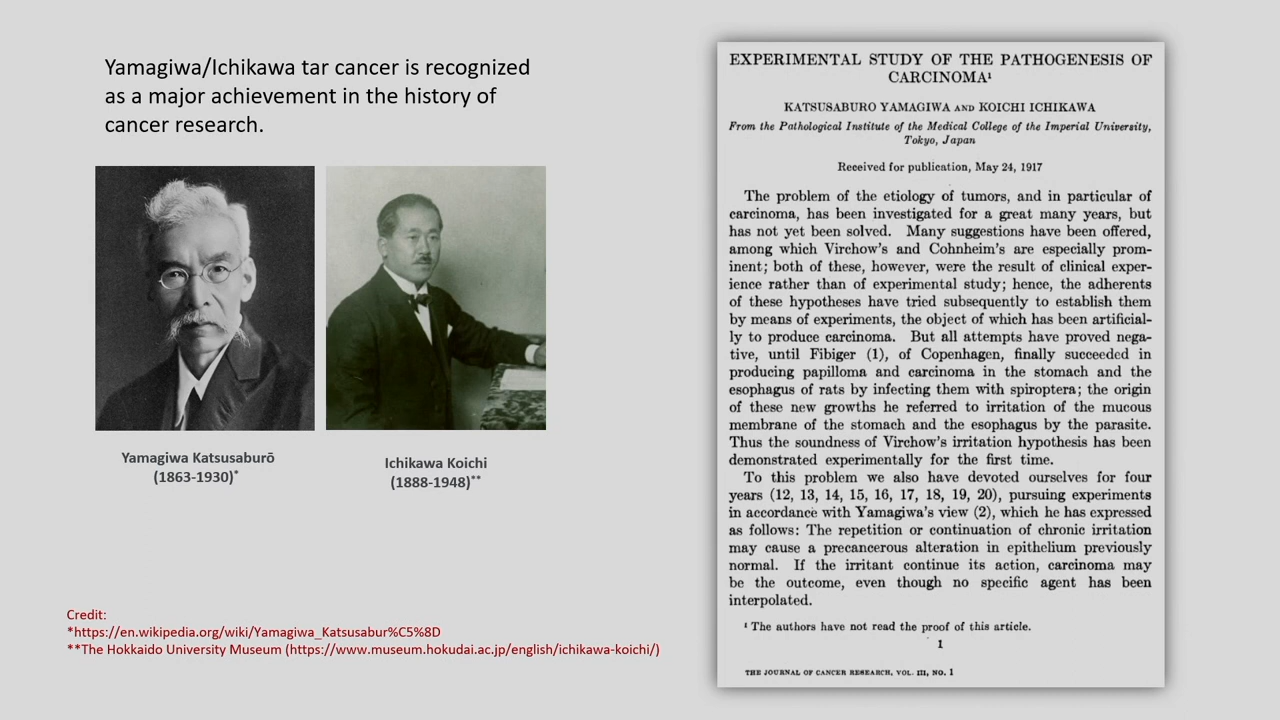 Yamagiwa/Ichikawa tar cancer is recognized
as a major achievement in the history of
cancer research.
Yamagiwa Katsusaburō
(1863-1930)*
Ichikawa Koichi
(1888-1948)**
Credit:
*https://en.wikipedia.org/wiki/Yamagiwa_Katsusabur%C5%8D
**The Hokkaido University Museum (https://www.museum.hokudai.ac.jp/english/ichikawa-koichi/)
EXPERIMENTAL STUDY OF THE PATHOGENESIS OF
CARCINOMA¹
KATSUSABURO YAMAGIWA AND KOICHI ICHIKAWA
From the Pathological Institute of the Medical College of the Imperial University,
Tokyo, Japan
Received for publication, May 24, 1917
The problem of the etiology of tumors, and in particular of
carcinoma, has been investigated for a great many years, but
has not yet been solved. Many suggestions have been offered,
among which Virchow's and Cohnheim's are especially prom-
inent; both of these, however, were the result of clinical exper-
ience rather than of experimental study; hence, the adherents
of these hypotheses have tried subsequently to establish them
by means of experiments, the object of which has been artificial-
ly to produce carcinoma. But all attempts have proved nega-
tive, until Fibiger (1), of Copenhagen, finally succeeded in
producing papilloma and carcinoma in the stomach and the
esophagus of rats by infecting them with spiroptera; the origin
of these new growths he referred to irritation of the mucous
membrane of the stomach and the esophagus by the parasite.
Thus the soundness of Virchow's irritation hypothesis has been
demonstrated experimentally for the first time.
To this problem we also have devoted ourselves for four
years (12, 13, 14, 15, 16, 17, 18, 19, 20), pursuing experiments
in accordance with Yamagiwa's view (2), which he has expressed
as follows: The repetition or continuation of chronic irritation
may cause a precancerous alteration in epithelium previously
normal. If the irritant continue its action, carcinoma may
be the outcome, even though no specific agent has been
interpolated.
¹ The authors have not read the proof of this article.
1
THE JOURNAL OF CANCER RESEARCH, VOL. III, NO. 1